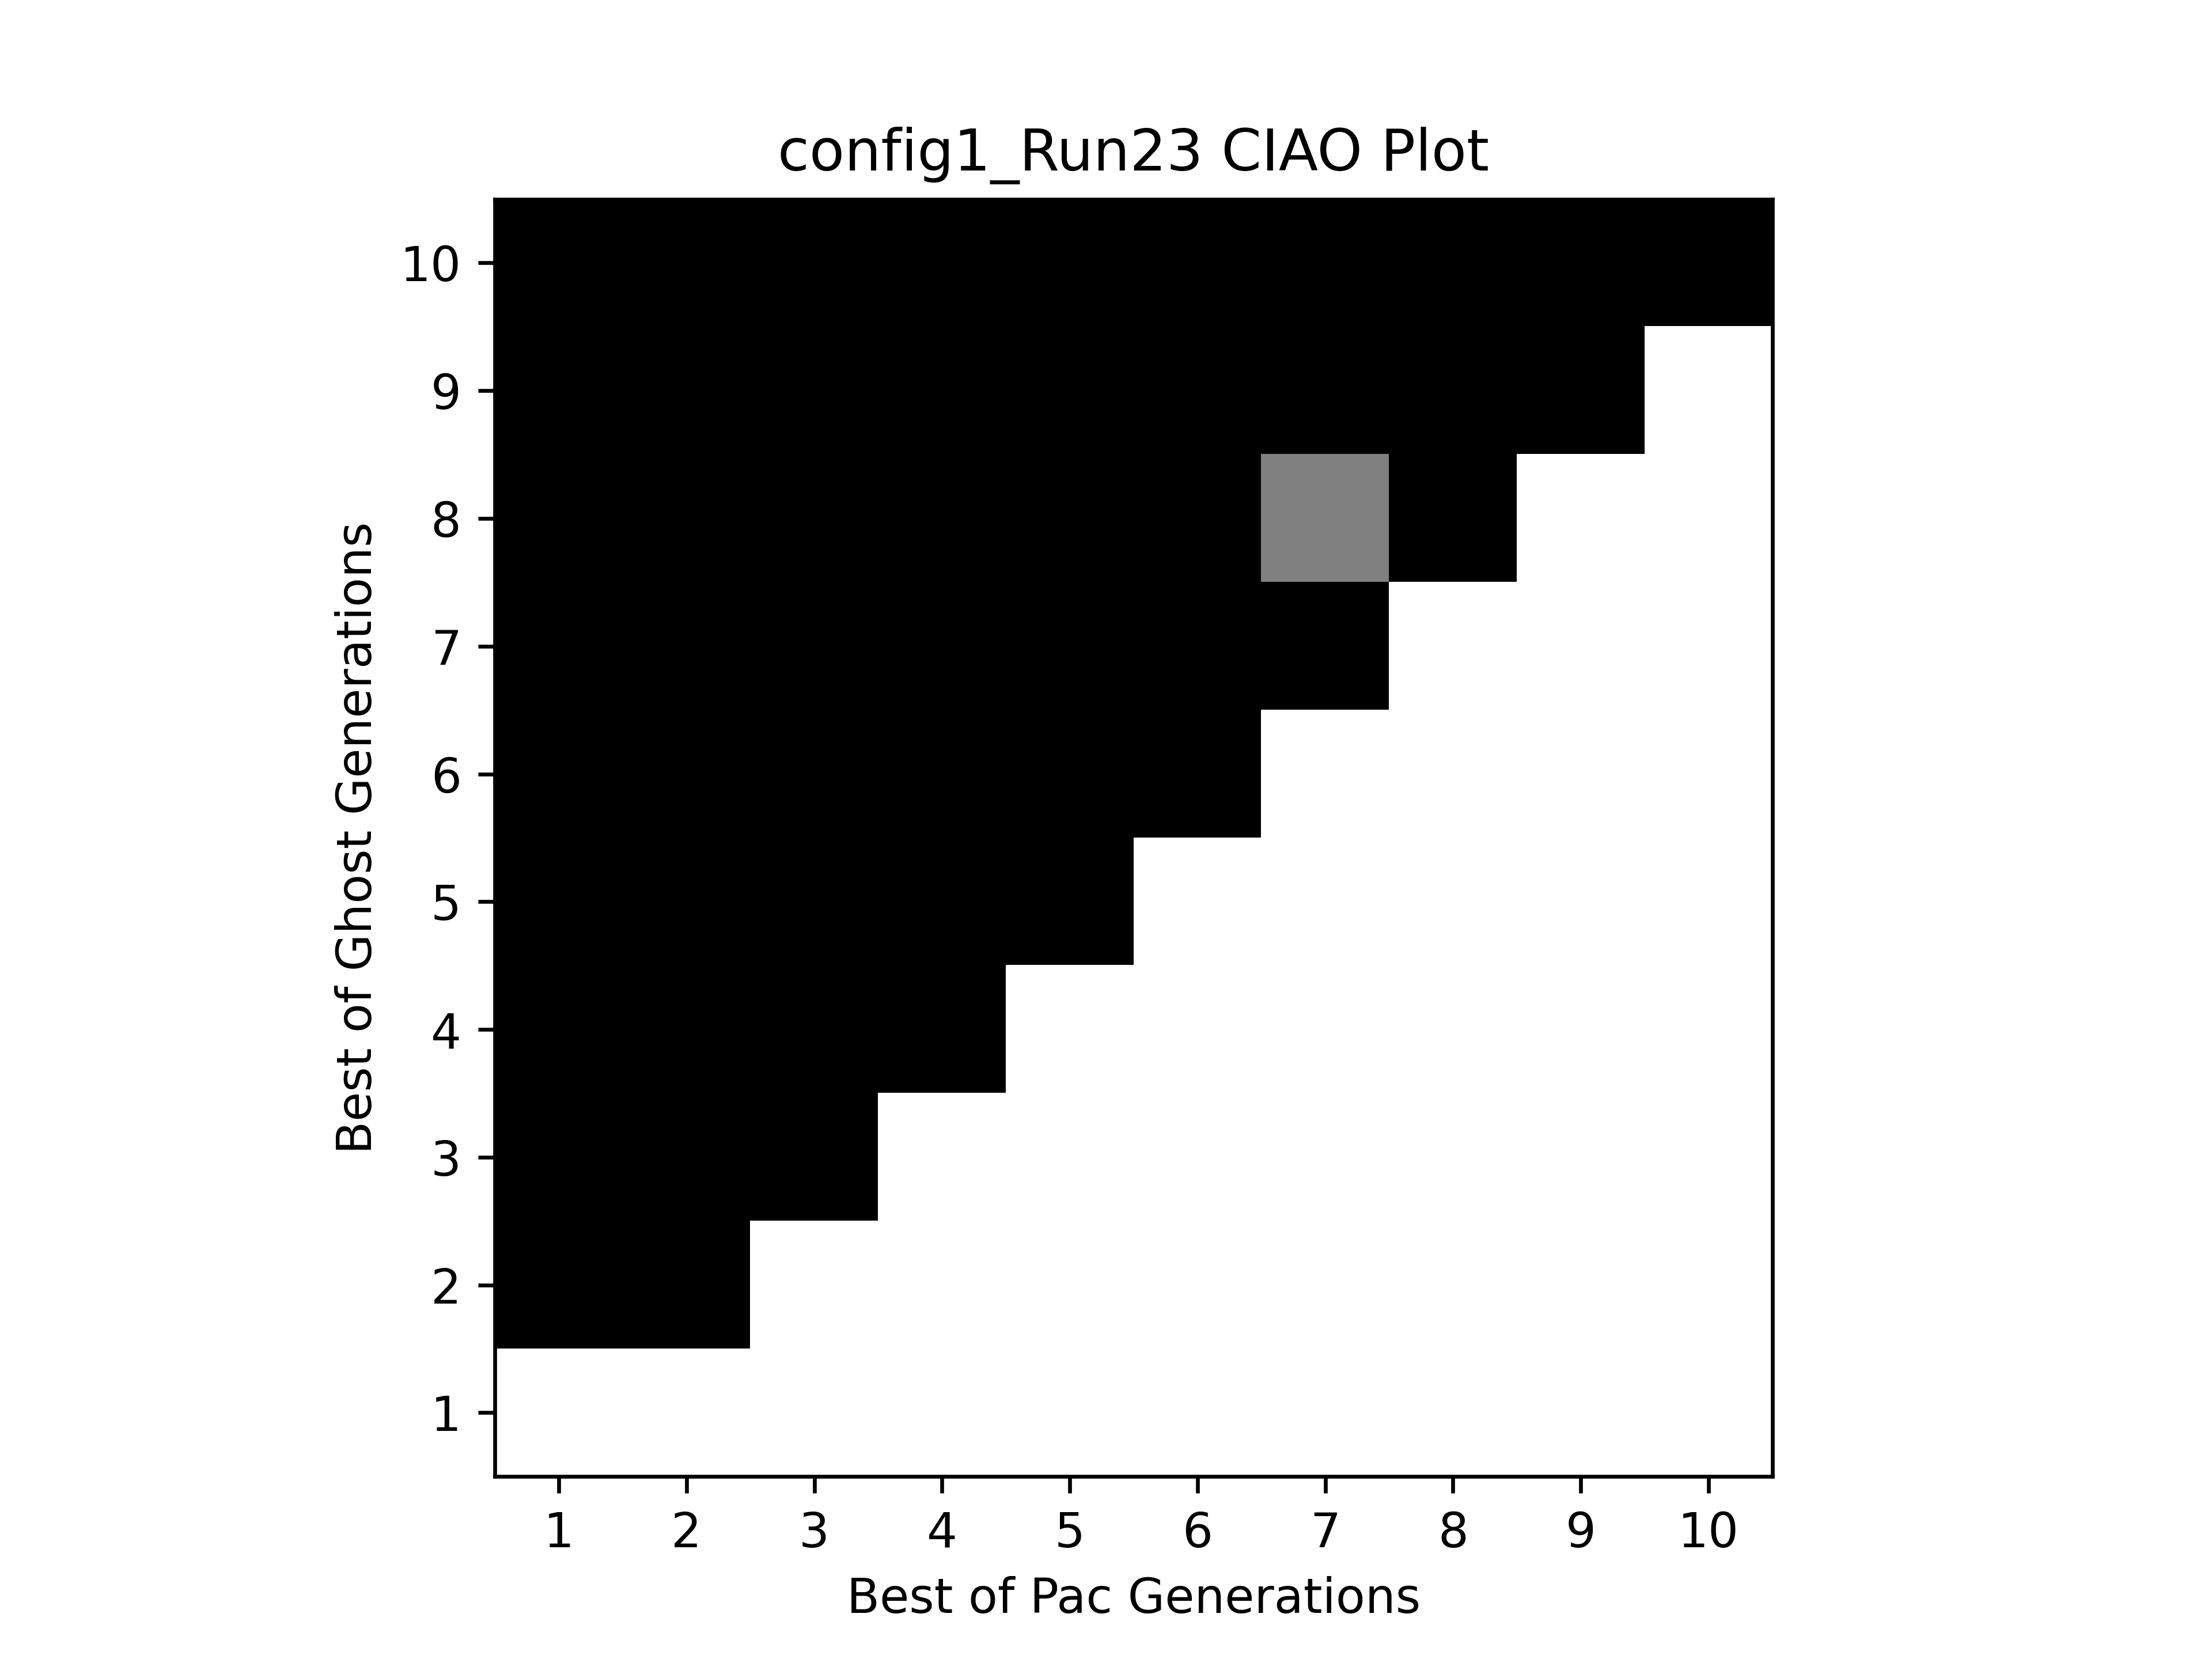 config1_Run23 CIAO Plot
Best of Ghost Generations
10
9
8
7
6
5
4
3
2
1
1 2 3 4 5 6 7 8 9 10
Best of Pac Generations